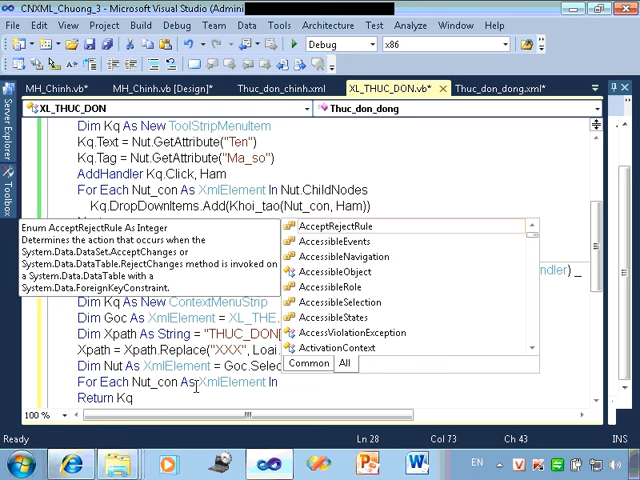 CNXML_Chuong_3 - Microsoft Visual Studio (Admini
File Edit View Project Build Debug Team Data Tools Architecture Test Analyze Window Help
Debug x86
MH_Chinh.vb* MH_Chinh.vb [Design]* Thuc_don_chinh.xml XL_THUC_DON.vb* Thuc_don_dong.xml*
XL_THUC_DON Thuc_don_dong
Server Explorer
Toolbox
Dim Kq As New ToolStripMenuItem
Kq.Text = Nut.GetAttribute("Ten")
Kq.Tag = Nut.GetAttribute("Ma_so")
AddHandler Kq.Click, Ham
For Each Nut_con As XmlElement In Nut.ChildNodes
Kq.DropDownItems.Add(Khoi_tao(Nut_con, Ham))
Enum AcceptRejectRule As Integer
Determines the action that occurs when the
System.Data.DataSet.AcceptChanges or
System.Data.DataTable.RejectChanges method is invoked on
a System.Data.DataTable with a
System.Data.ForeignKeyConstraint.
AcceptRejectRule
AccessibleEvents
AccessibleNavigation
AccessibleObject
AccessibleRole
AccessibleSelection
AccessibleStates
AccessViolationException
ActivationContext
Common All
ndler) _
Dim Kq As New ContextMenuStrip
Dim Goc As XmlElement = XL_THE.
Dim Xpath As String = "THUC_DON[
Xpath = Xpath.Replace("XXX", Loai
Dim Nut As XmlElement = Goc.Selec
For Each Nut_con As XmlElement In
Return Kq
100 %
Ready Ln 28 Col 73 Ch 43 INS
EN